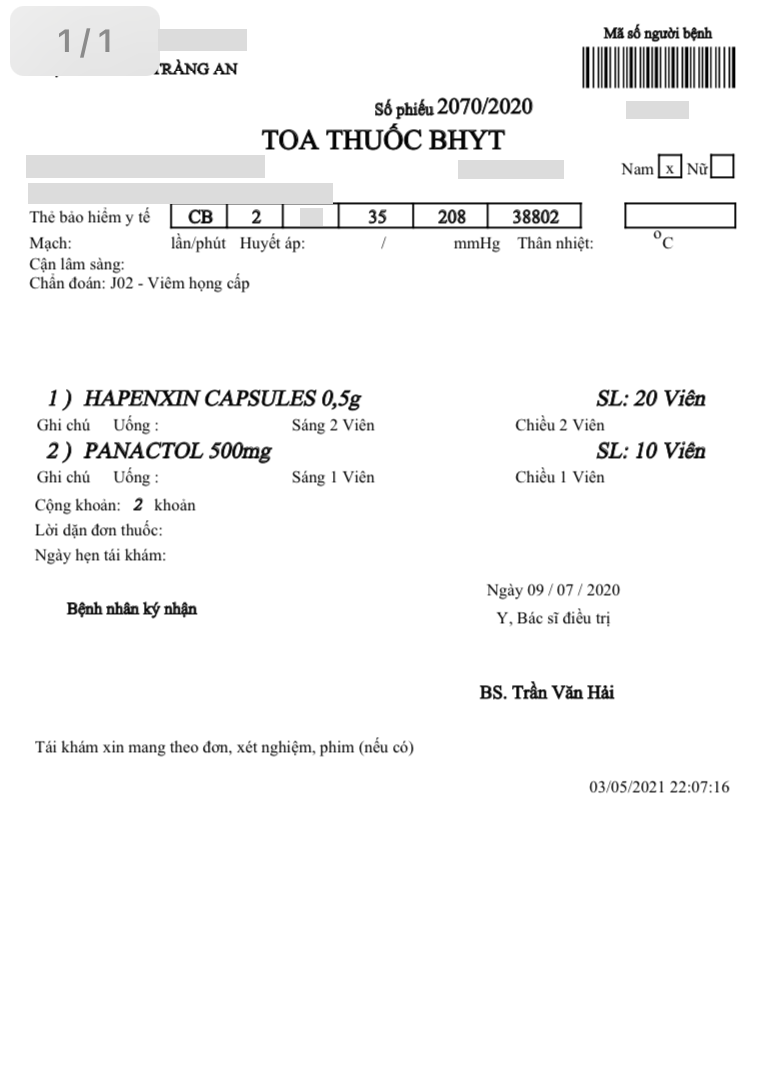 1/1
Mã số người bệnh
TRÀNG AN
Số phiếu 2070/2020
TOA THUỐC BHYT
Nam x Nữ
Thẻ bảo hiểm y tế CB 2 35 208 38802
Mạch: lần/phút Huyết áp: / mmHg Thân nhiệt: °C
Cận lâm sàng:
Chẩn đoán: J02 - Viêm họng cấp
1 ) HAPENXIN CAPSULES 0,5g SL: 20 Viên
Ghi chú Uống : Sáng 2 Viên Chiều 2 Viên
2 ) PANACTOL 500mg SL: 10 Viên
Ghi chú Uống : Sáng 1 Viên Chiều 1 Viên
Cộng khoản: 2 khoản
Lời dặn đơn thuốc:
Ngày hẹn tái khám:
Ngày 09 / 07 / 2020
Bệnh nhân ký nhận
Y, Bác sĩ điều trị
BS. Trần Văn Hải
Tái khám xin mang theo đơn, xét nghiệm, phim (nếu có)
03/05/2021 22:07:16